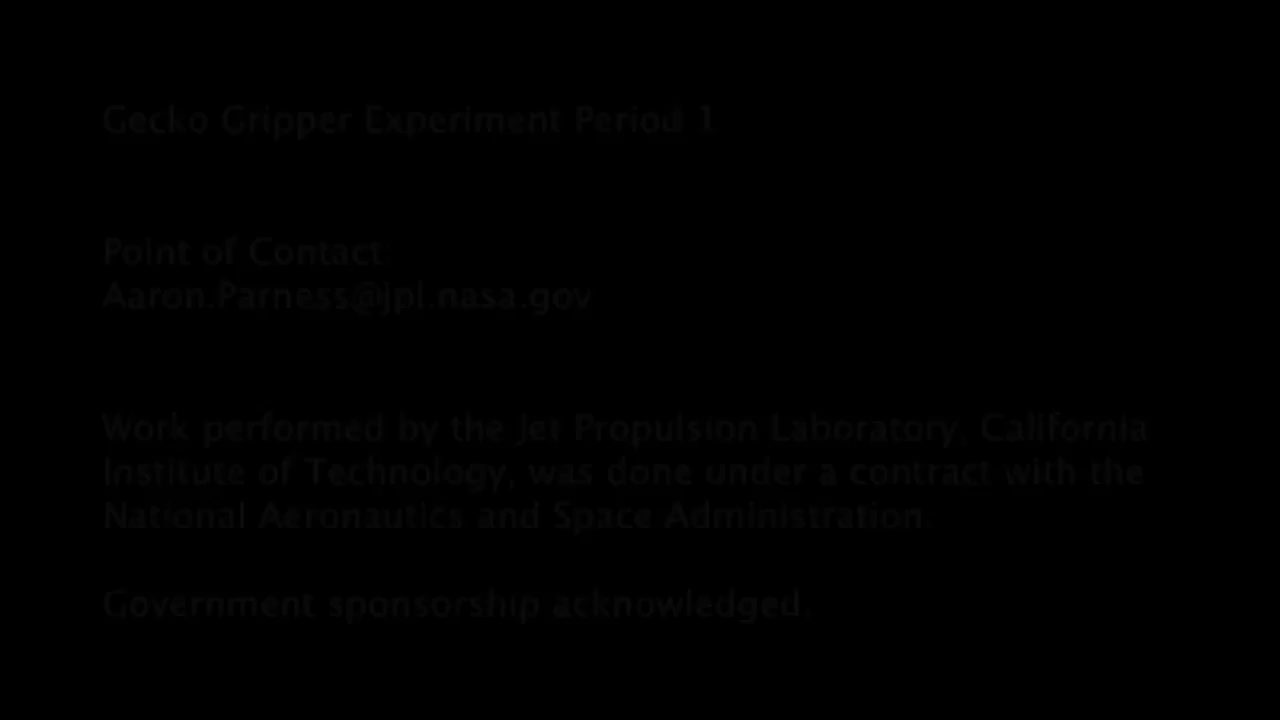 Gecko Gripper Experiment Period 1
Point of Contact:
Aaron.Parness@jpl.nasa.gov
Work performed by the Jet Propulsion Laboratory, California
Institute of Technology, was done under a contract with the
National Aeronautics and Space Administration.
Government sponsorship acknowledged.